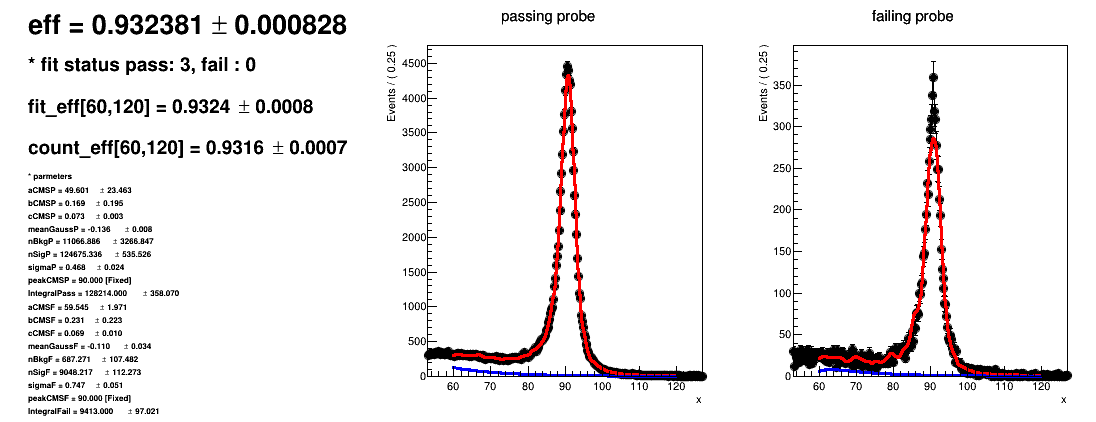 eff = 0.932381 ± 0.000828
* fit status pass: 3, fail : 0
fit_eff[60,120] = 0.9324 ± 0.0008
count_eff[60,120] = 0.9316 ± 0.0007
* parmeters
aCMSP = 49.601 ± 23.463
bCMSP = 0.169 ± 0.195
cCMSP = 0.073 ± 0.003
meanGaussP = -0.136 ± 0.008
nBkgP = 11066.886 ± 3266.847
nSigP = 124675.336 ± 535.526
sigmaP = 0.468 ± 0.024
peakCMSP = 90.000 [Fixed]
IntegralPass = 128214.000 ± 358.070
aCMSF = 59.545 ± 1.971
bCMSF = 0.231 ± 0.223
cCMSF = 0.069 ± 0.010
meanGaussF = -0.110 ± 0.034
nBkgF = 687.271 ± 107.482
nSigF = 9048.217 ± 112.273
sigmaF = 0.747 ± 0.051
peakCMSF = 90.000 [Fixed]
IntegralFail = 9413.000 ± 97.021
passing probe
Events / ( 0.25 )
4500
4000
3500
3000
2500
2000
1500
1000
500
0
60 70 80 90 100 110 120
x
failing probe
Events / ( 0.25 )
350
300
250
200
150
100
50
0
60 70 80 90 100 110 120
x